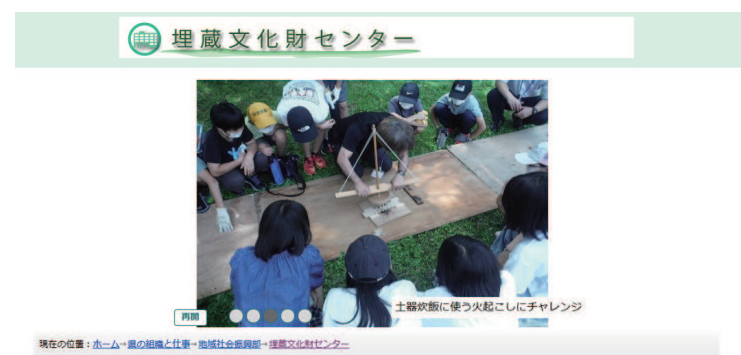 埋蔵文化財センター
土器炊飯に使う火起こしにチャレンジ
再開
現在の位置：ホーム→県の組織と仕事→地域社会振興部→埋蔵文化財センター